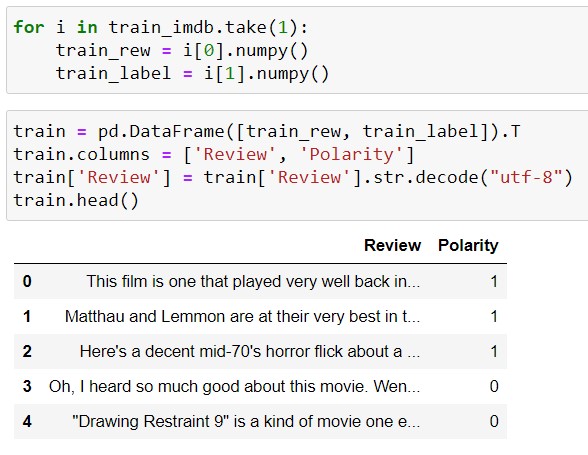 for i in train_imdb.take(1):
    train_rew = i[0].numpy()
    train_label = i[1].numpy()
train = pd.DataFrame([train_rew, train_label]).T
train.columns = ['Review', 'Polarity']
train['Review'] = train['Review'].str.decode("utf-8")
train.head()
Review Polarity
0 This film is one that played very well back in... 1
1 Matthau and Lemmon are at their very best in t... 1
2 Here's a decent mid-70's horror flick about a ... 1
3 Oh, I heard so much good about this movie. Wen... 0
4 "Drawing Restraint 9" is a kind of movie one e... 0